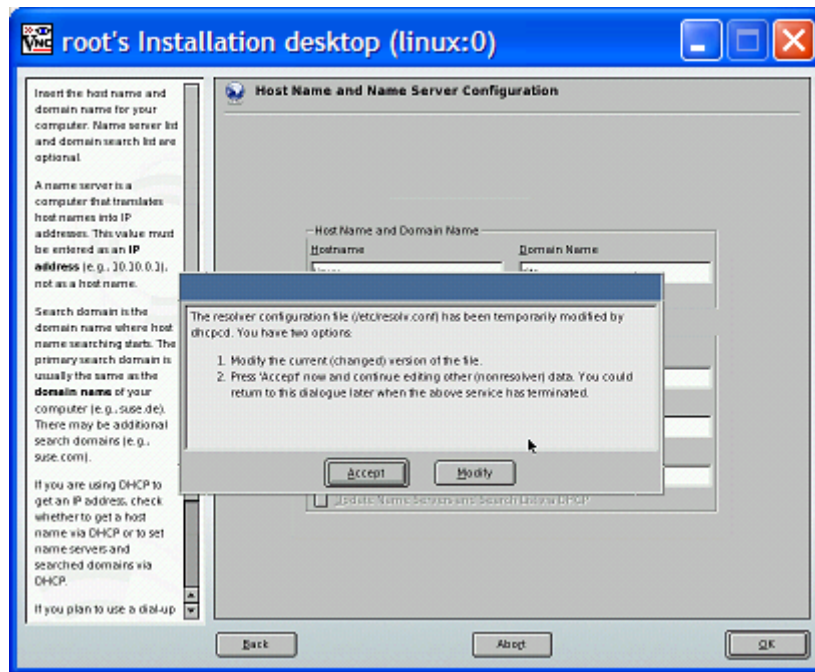 root's Installation desktop (linux:0)
Insert the host name and
domain name for your
computer. Name server list
and domain search list are
optional.
A name server is a
computer that translates
host names into IP
addresses. This value must
be entered as an IP
address (e.g., 10.10.0.1),
not as a host name.
Search domain is the
domain name where host
name searching starts. The
primary search domain is
usually the same as the
domain name of your
computer (e.g., suse.de).
There may be additional
search domains (e.g.,
suse.com).
If you are using DHCP to
get an IP address, check
whether to get a host
name via DHCP or to set
name servers and
searched domains via
DHCP.
If you plan to use a dial-up
Host Name and Name Server Configuration
Host Name and Domain Name
Hostname Domain Name
The resolver configuration file (/etc/resolv.conf) has been temporarily modified by
dhcpcd. You have two options:
1. Modify the current (changed) version of the file.
2. Press 'Accept' now and continue editing other (nonresolver) data. You could
return to this dialogue later when the above service has terminated.
Accept Modify
Update Name Servers and Search List via DHCP
Back Abort OK